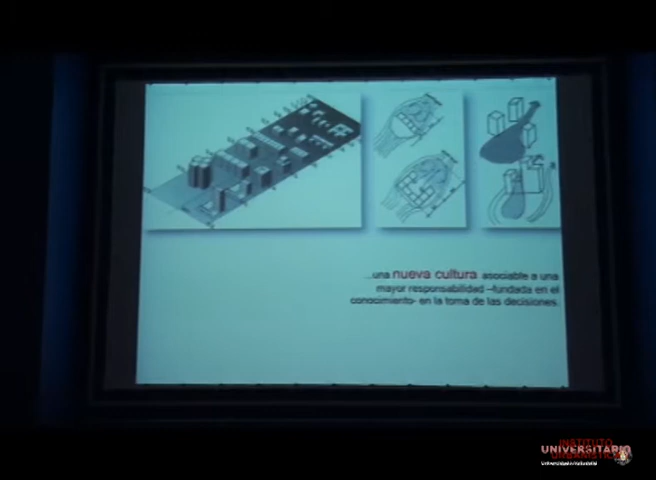 ...una nueva cultura asociable a una
mayor responsabilidad –fundada en el
conocimiento- en la toma de las decisiones.
INSTITUTO
UNIVERSITARIO